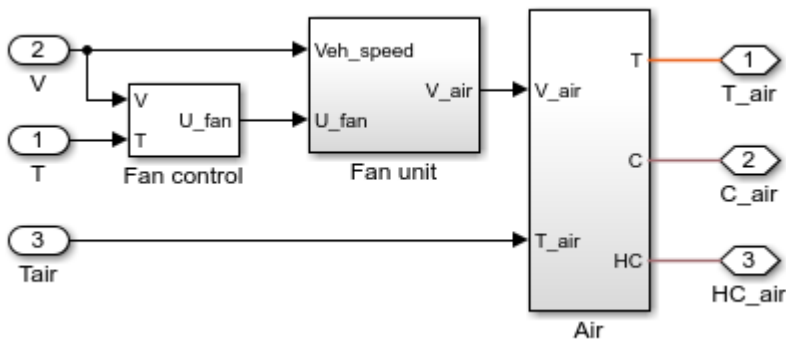 2
V
1
T
3
Tair
V
T
U_fan
Fan control
Veh_speed
U_fan
V_air
Fan unit
V_air
T_air
T
C
HC
Air
1
T_air
2
C_air
3
HC_air